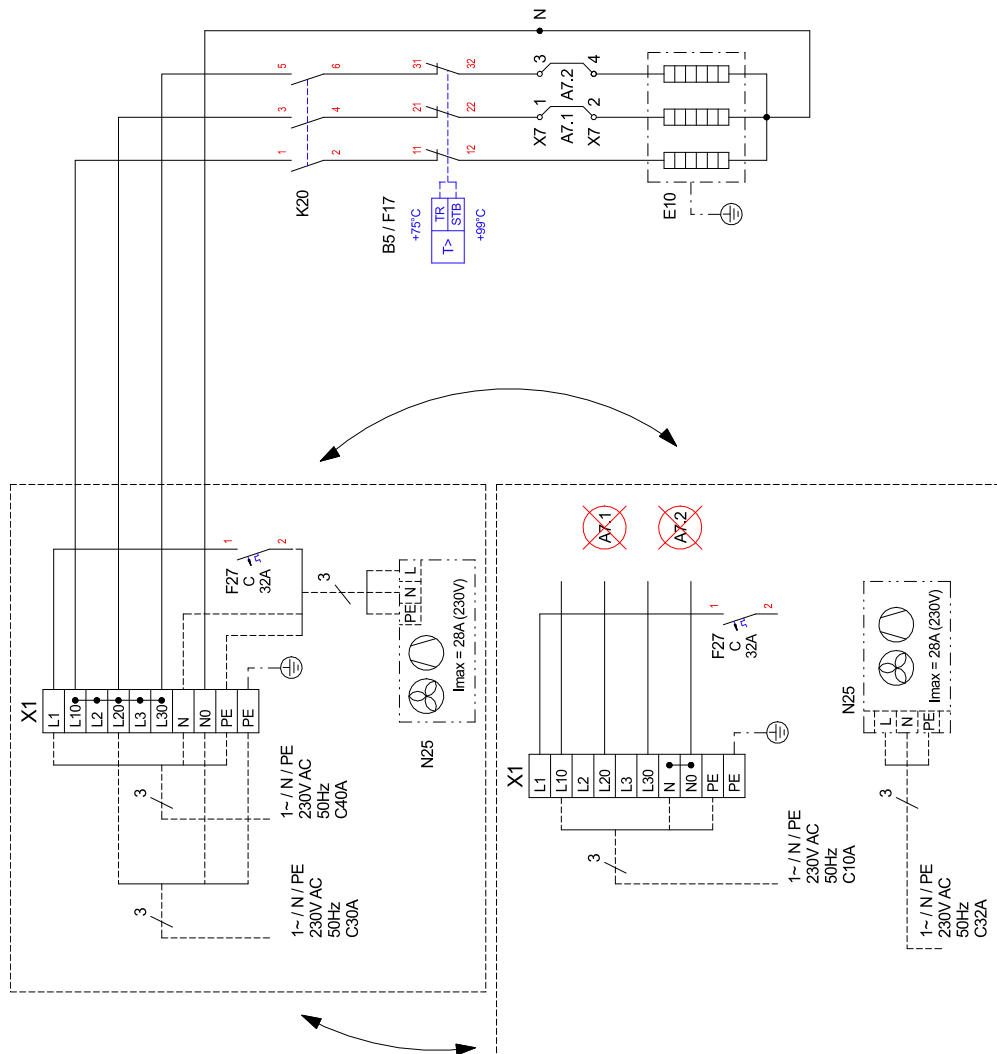 N
5
6
31
32
3
4
A7.2
3
4
21
22
X7
1
A7.1
X7
2
1
2
11
12
K20
B5 / F17
+75°C
T>
TR
STB
+99°C
E10
X1
L1
L10
L2
L20
L3
L30
N
N0
PE
PE
1
2
F27
C
32A
3
PE
N
L
Imax = 28A (230V)
N25
3
1~ / N / PE
230V AC
50Hz
C40A
3
1~ / N / PE
230V AC
50Hz
C30A
A7.1
A7.2
X1
L1
L10
L2
L20
L3
L30
N
N0
PE
PE
1
2
F27
C
32A
3
1~ / N / PE
230V AC
50Hz
C10A
N25
L
N
PE
Imax = 28A (230V)
3
1~ / N / PE
230V AC
50Hz
C32A